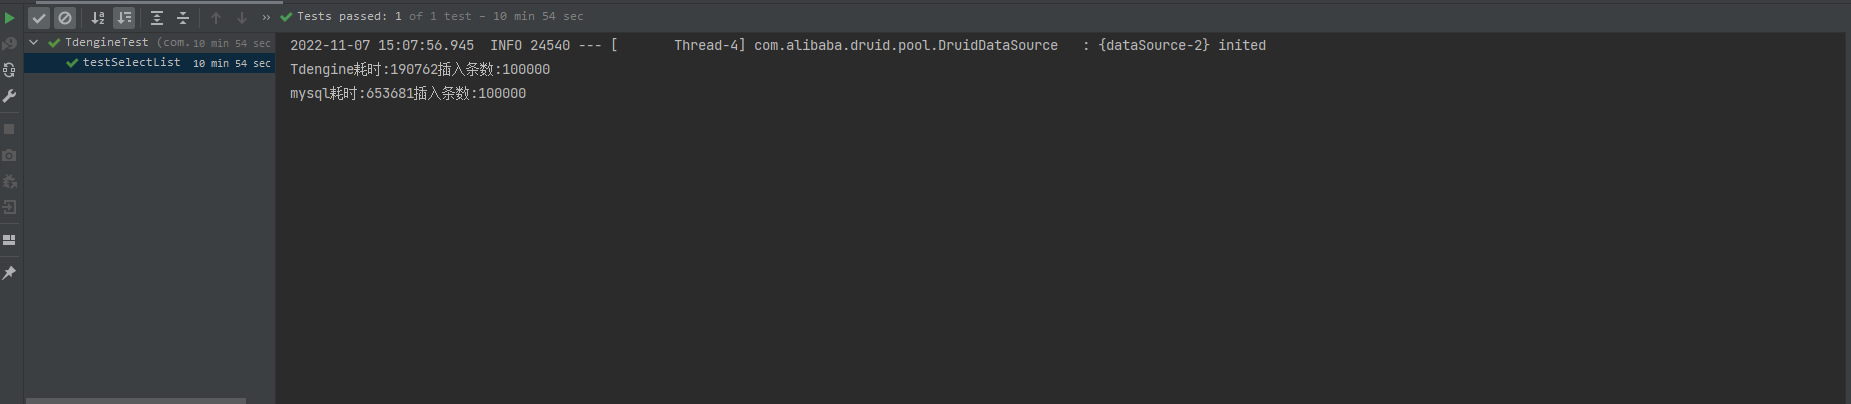 Tests passed: 1 of 1 test – 10 min 54 sec
TdengineTest (com. 10 min 54 sec
testSelectList 10 min 54 sec
2022-11-07 15:07:56.945  INFO 24540 --- [       Thread-4] com.alibaba.druid.pool.DruidDataSource   : {dataSource-2} inited
Tdengine耗时:190762插入条数:100000
mysql耗时:653681插入条数:100000